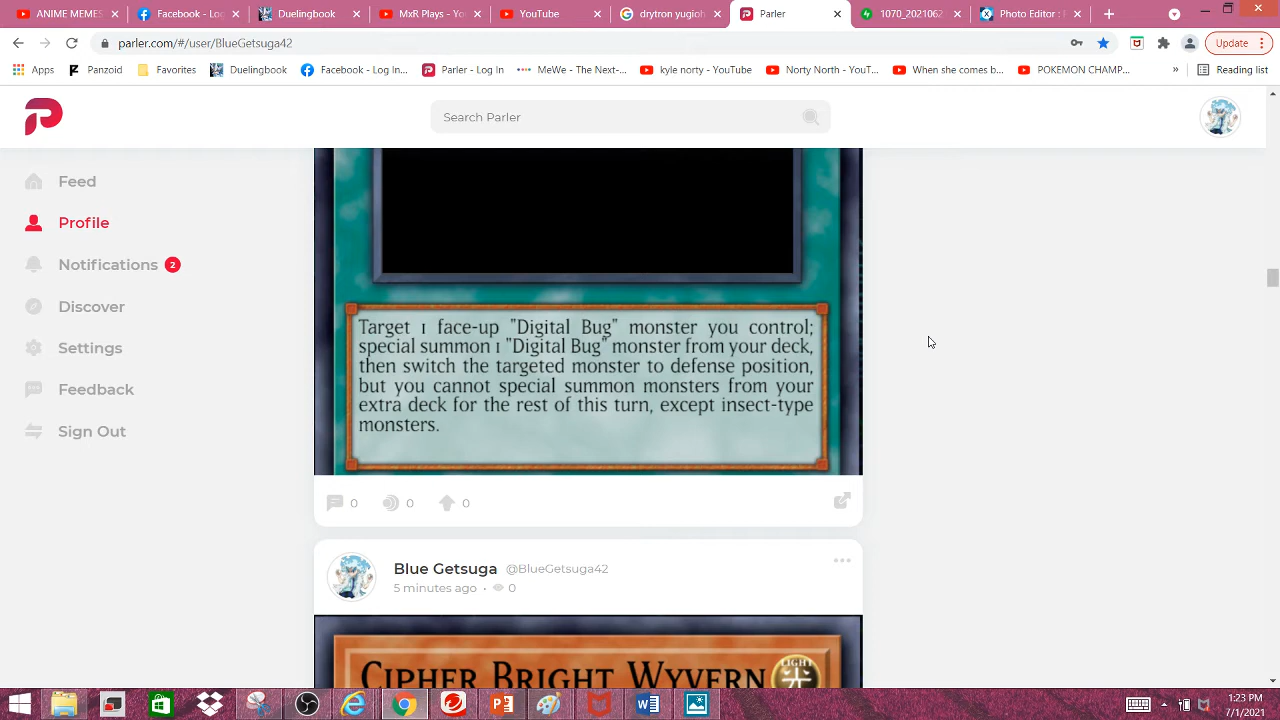 ANIME MEMES
Facebook - Log
Duelingbook
MxR Plays - Yo
YouTube
drytron yugioh
Parler
1070_2021062
Photo Editor :
parler.com/#/user/BlueGetsuga42
Update
Apps
Panzoid
Favorites
Duelingbook
Facebook - Log In...
Parler - Log In
MeWe - The Next-...
kyle norty - YouTube
Norty North - YouT...
When she comes b...
POKEMON CHAMP...
»
Reading list
Search Parler
Feed
Profile
Notifications 2
Discover
Settings
Feedback
Sign Out
Target 1 face-up "Digital Bug" monster you control;
special summon 1 "Digital Bug" monster from your deck,
then switch the targeted monster to defense position,
but you cannot special summon monsters from your
extra deck for the rest of this turn, except insect-type
monsters.
0 0 0
Blue Getsuga @BlueGetsuga42
5 minutes ago · 0
CIPHER BRIGHT WYVERN
LIGHT
光
1:23 PM
7/1/2021